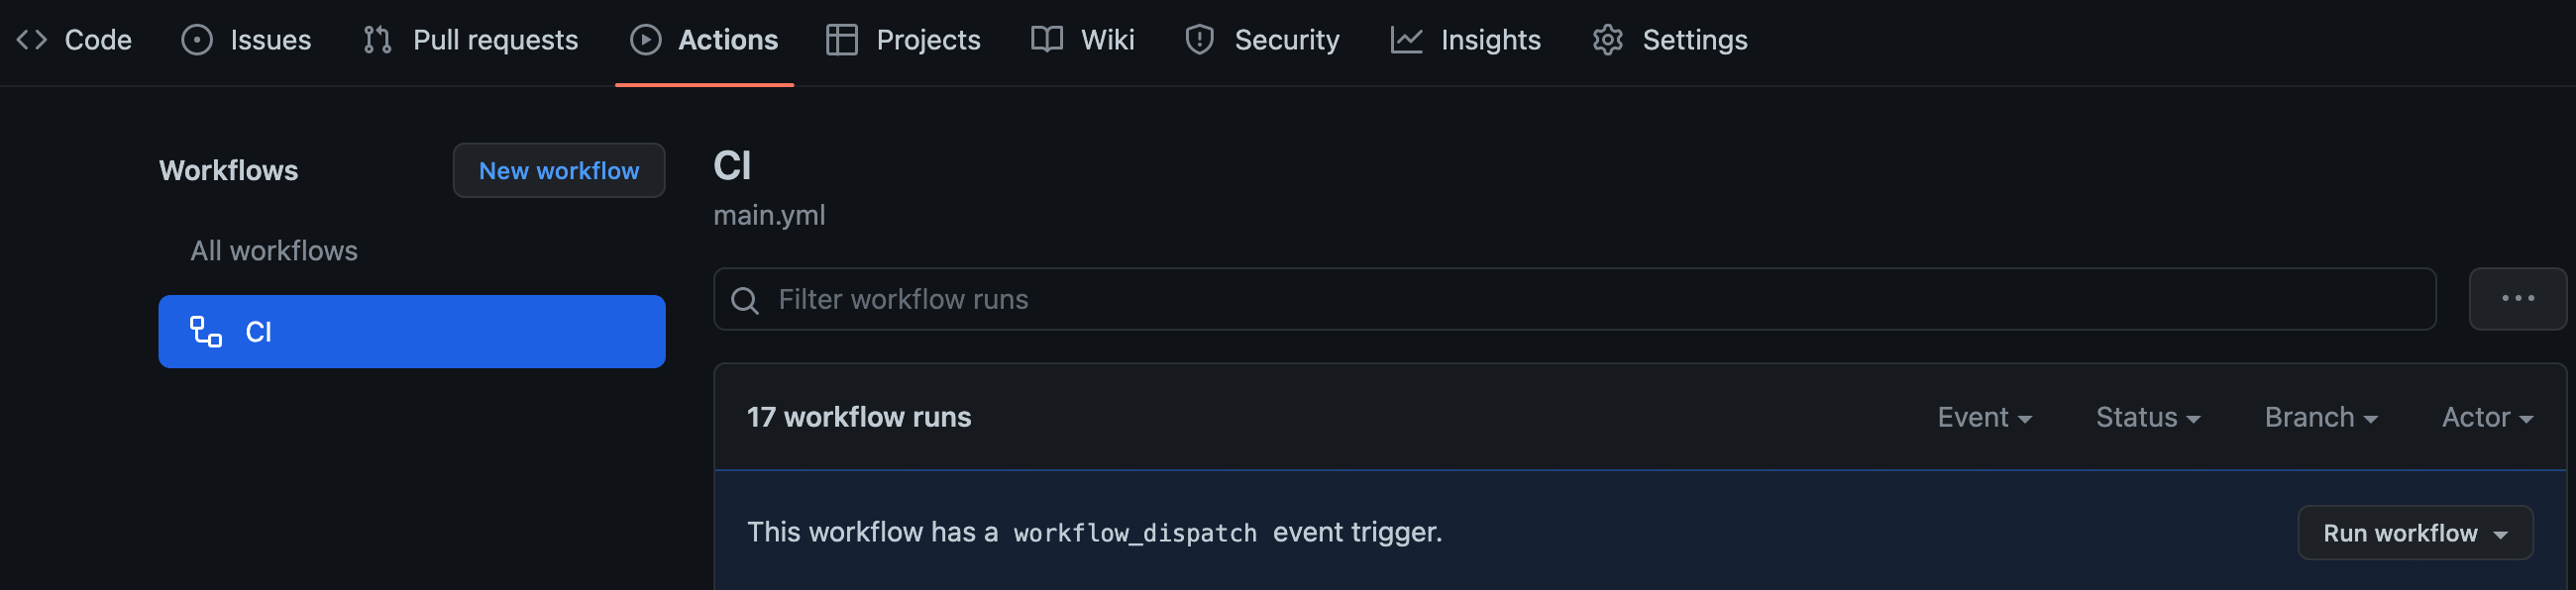 Code Issues Pull requests Actions Projects Wiki Security Insights Settings
Workflows
New workflow
All workflows
CI
CI
main.yml
Filter workflow runs
17 workflow runs
Event Status Branch Actor
This workflow has a workflow_dispatch event trigger.
Run workflow